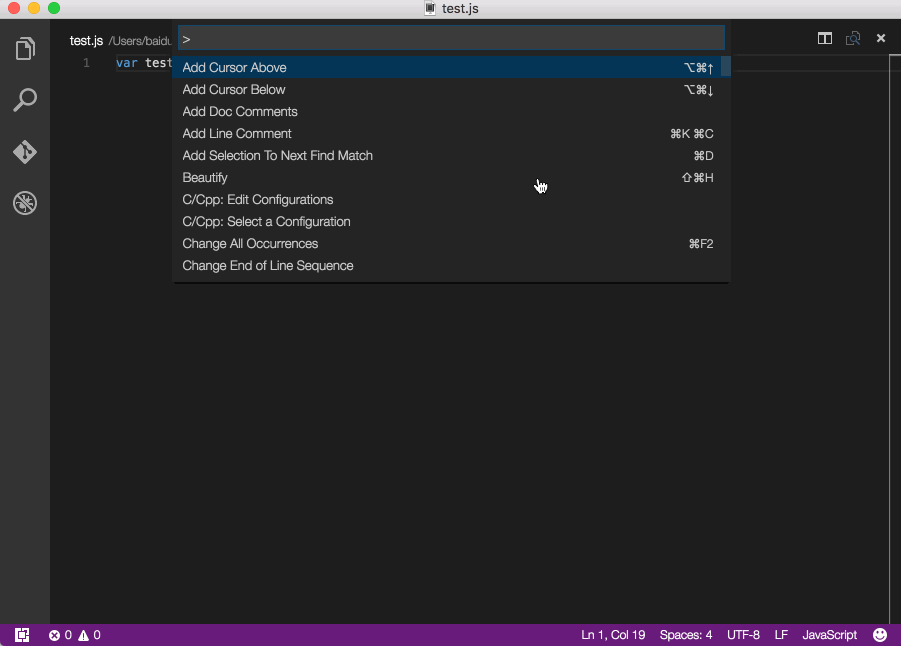 test.js
test.js /Users/baidu
>
1 var test
Add Cursor Above ⌥⌘↑
Add Cursor Below ⌥⌘↓
Add Doc Comments
Add Line Comment ⌘K ⌘C
Add Selection To Next Find Match ⌘D
Beautify ⇧⌘H
C/Cpp: Edit Configurations
C/Cpp: Select a Configuration
Change All Occurrences ⌘F2
Change End of Line Sequence
0 0 Ln 1, Col 19 Spaces: 4 UTF-8 LF JavaScript